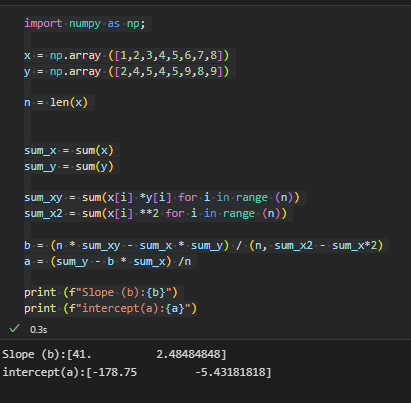 import numpy as np;
x = np.array ([1,2,3,4,5,6,7,8])
y = np.array ([2,4,5,4,5,9,8,9])
n = len(x)
sum_x = sum(x)
sum_y = sum(y)
sum_xy = sum(x[i] *y[i] for i in range (n))
sum_x2 = sum(x[i] **2 for i in range (n))
b = (n * sum_xy - sum_x * sum_y) / (n, sum_x2 - sum_x*2)
a = (sum_y - b * sum_x) /n
print (f"Slope (b):{b}")
print (f"intercept(a):{a}")
0.3s
Slope (b):[41. 2.48484848]
intercept(a):[-178.75 -5.43181818]